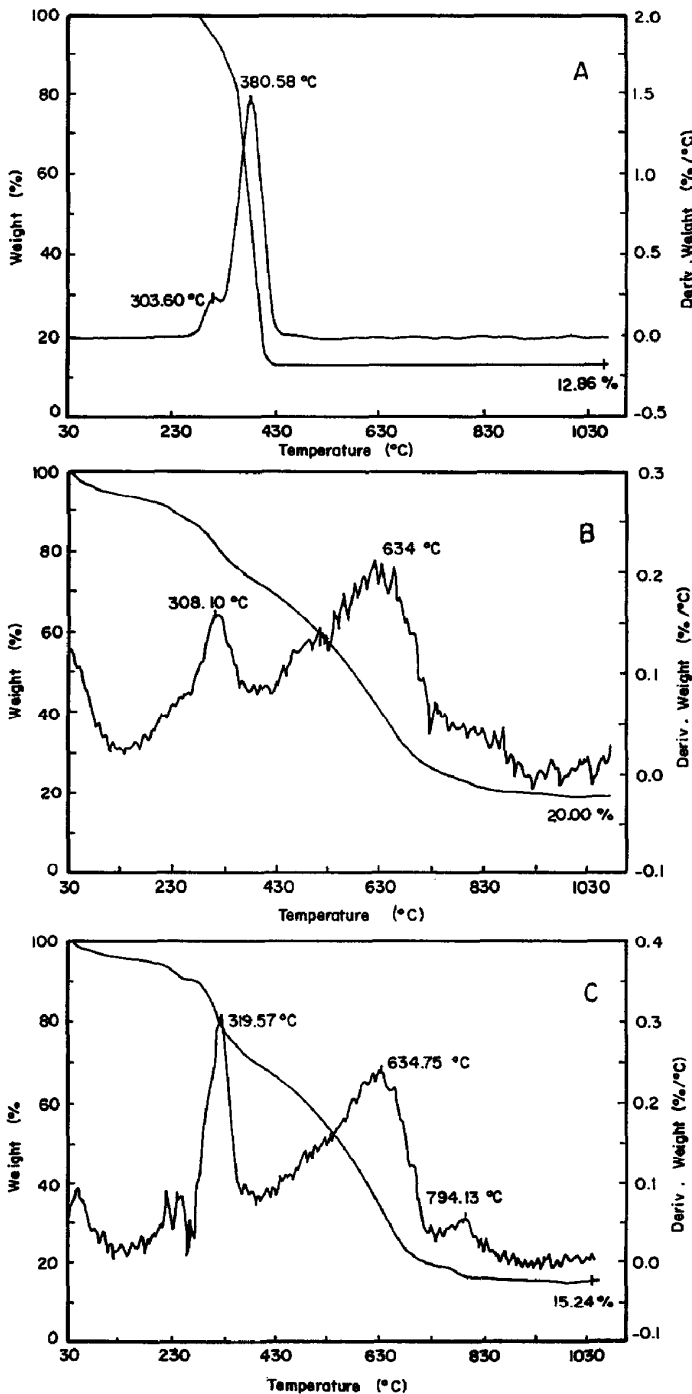 100
80
60
40
20
0
Weight (%)
2.0
1.5
1.0
0.5
0.0
-0.5
Deriv. Weight (%/°C)
A
380.58 °C
303.60 °C
12.86 %
30 230 430 630 830 1030
Temperature (°C)
100
80
60
40
20
0
Weight (%)
0.3
0.2
0.1
0.0
-0.1
Deriv. Weight (%/°C)
B
634 °C
308.10 °C
20.00 %
30 230 430 630 830 1030
Temperature (°C)
100
80
60
40
20
0
Weight (%
0.4
0.3
0.2
0.1
0.0
-0.1
Deriv. Weight (%/°C)
C
319.57 °C
634.75 °C
794.13 °C
15.24 %
30 230 430 630 830 1030
Temperature (°C)